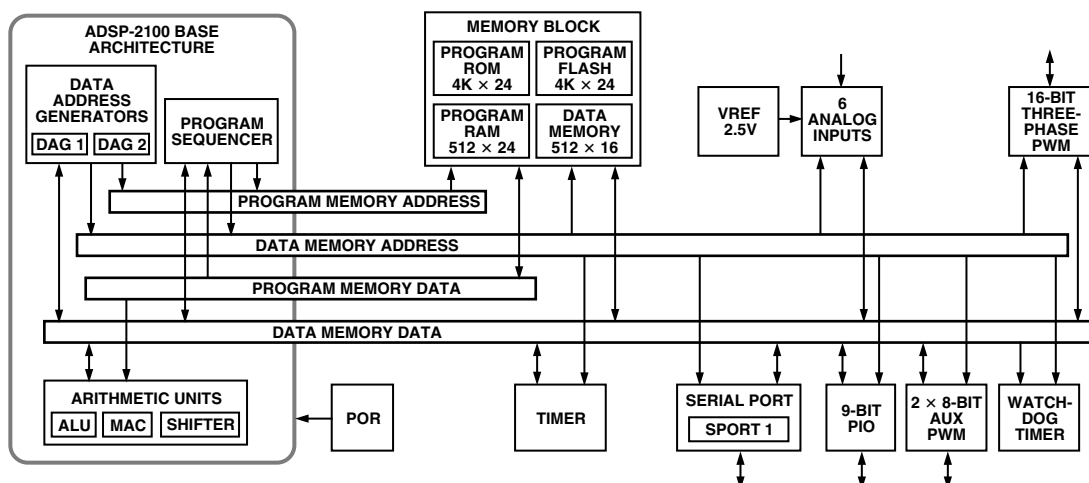 ADSP-2100 BASE
ARCHITECTURE
DATA
ADDRESS
GENERATORS
DAG 1
DAG 2
PROGRAM
SEQUENCER
MEMORY BLOCK
PROGRAM
ROM
4K × 24
PROGRAM
FLASH
4K × 24
PROGRAM
RAM
512 × 24
DATA
MEMORY
512 × 16
VREF
2.5V
6
ANALOG
INPUTS
16-BIT
THREE-
PHASE
PWM
PROGRAM MEMORY ADDRESS
DATA MEMORY ADDRESS
PROGRAM MEMORY DATA
DATA MEMORY DATA
ARITHMETIC UNITS
ALU
MAC
SHIFTER
POR
TIMER
SERIAL PORT
SPORT 1
9-BIT
PIO
2 × 8-BIT
AUX
PWM
WATCH-
DOG
TIMER